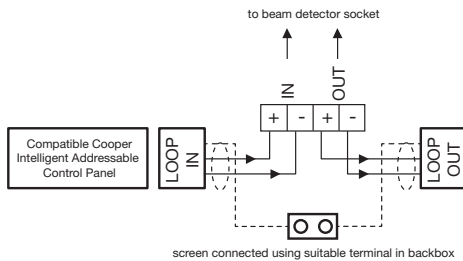 to beam detector socket
IN
OUT
+ - + -
Compatible Cooper
Intelligent Addressable
Control Panel
LOOP
IN
LOOP
OUT
screen connected using suitable terminal in backbox